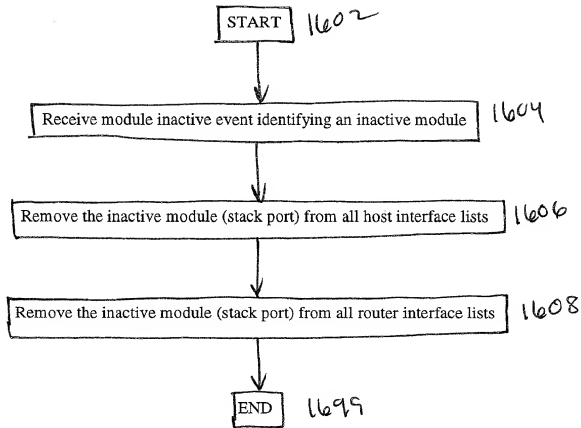 START 1602
Receive module inactive event identifying an inactive module 1604
Remove the inactive module (stack port) from all host interface lists 1606
Remove the inactive module (stack port) from all router interface lists 1608
END 1699